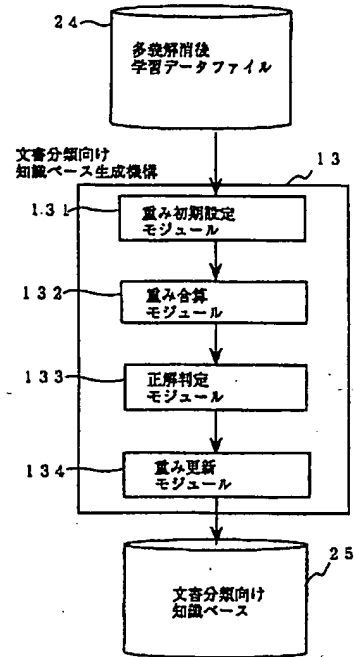 24
多義解消後
学習データファイル
文書分類向け
知識ベース生成機構
13
131
重み初期設定
モジュール
132
重み合算
モジュール
133
正解判定
モジュール
134
重み更新
モジュール
25
文書分類向け
知識ベース